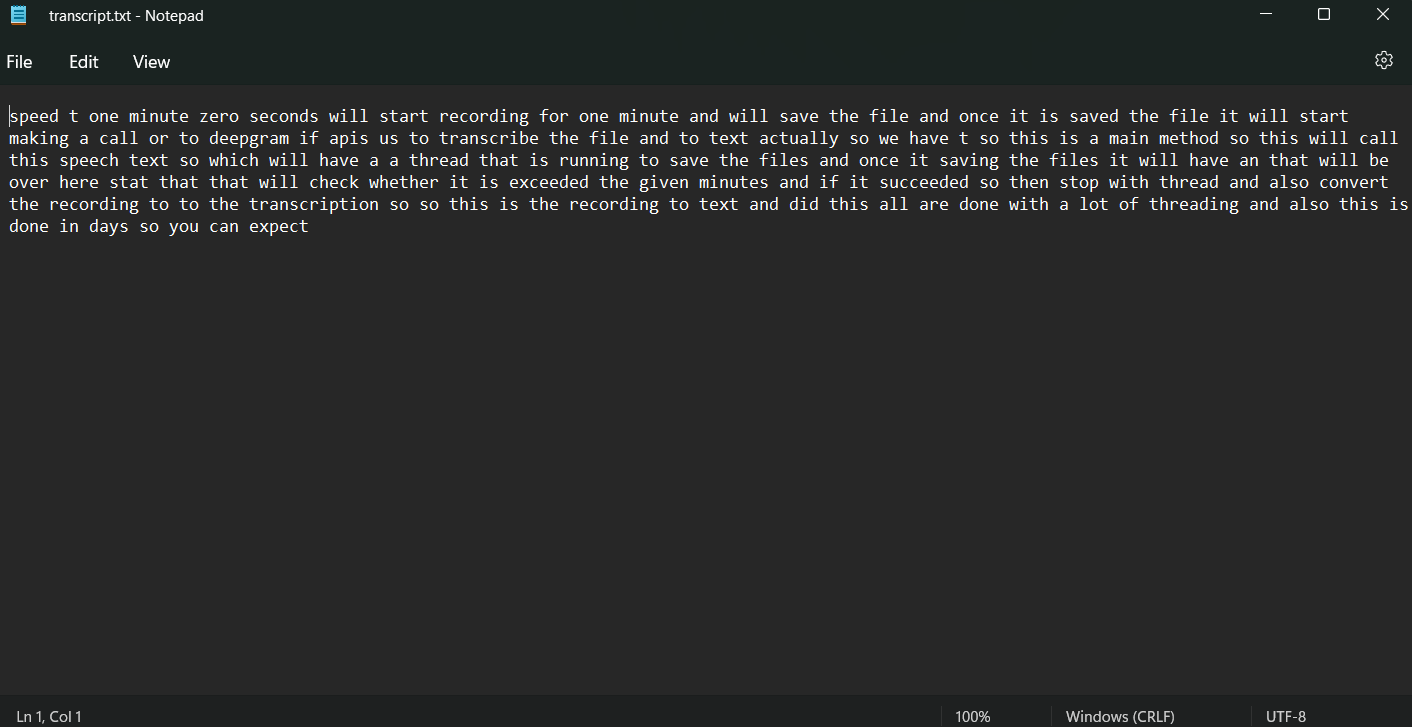 transcript.txt - Notepad
File Edit View
speed t one minute zero seconds will start recording for one minute and will save the file and once it is saved the file it will start
making a call or to deepgram if apis us to transcribe the file and to text actually so we have t so this is a main method so this will call
this speech text so which will have a a thread that is running to save the files and once it saving the files it will have an that will be
over here stat that that will check whether it is exceeded the given minutes and if it succeeded so then stop with thread and also convert
the recording to to the transcription so so this is the recording to text and did this all are done with a lot of threading and also this is
done in days so you can expect
Ln 1, Col 1 100% Windows (CRLF) UTF-8